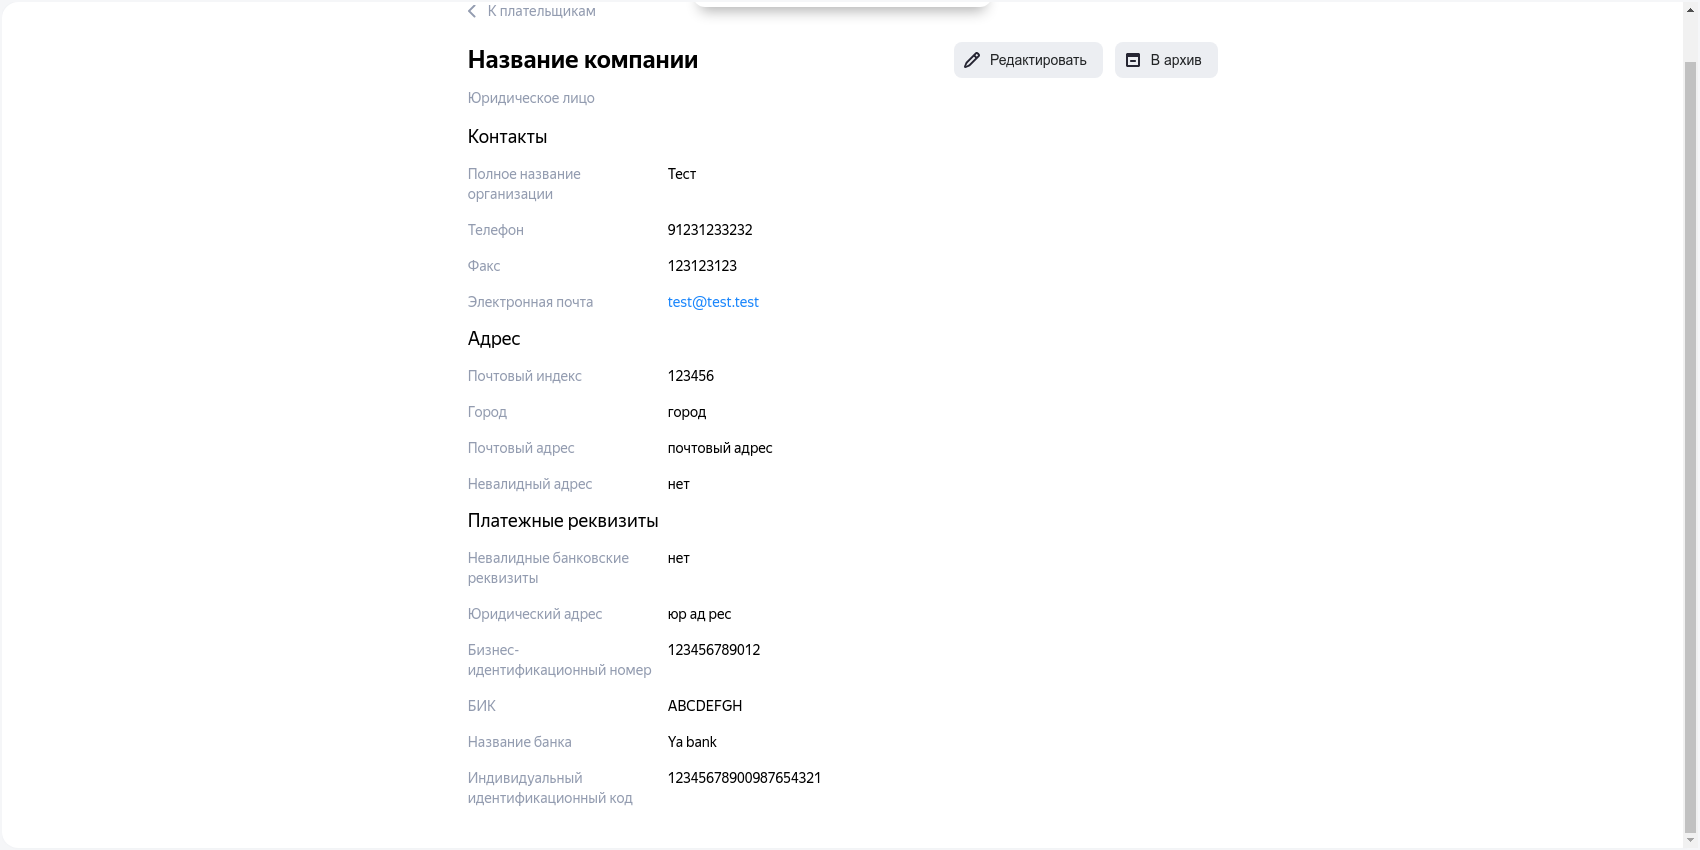 К плательщикам
Название компании
Редактировать
В архив
Юридическое лицо
Контакты
Полное название
организации
Тест
Телефон
91231233232
Факс
123123123
Электронная почта
test@test.test
Адрес
Почтовый индекс
123456
Город
город
Почтовый адрес
почтовый адрес
Невалидный адрес
нет
Платежные реквизиты
Невалидные банковские
реквизиты
нет
Юридический адрес
юр ад рес
Бизнес-
идентификационный номер
123456789012
БИК
ABCDEFGH
Название банка
Ya bank
Индивидуальный
идентификационный код
12345678900987654321